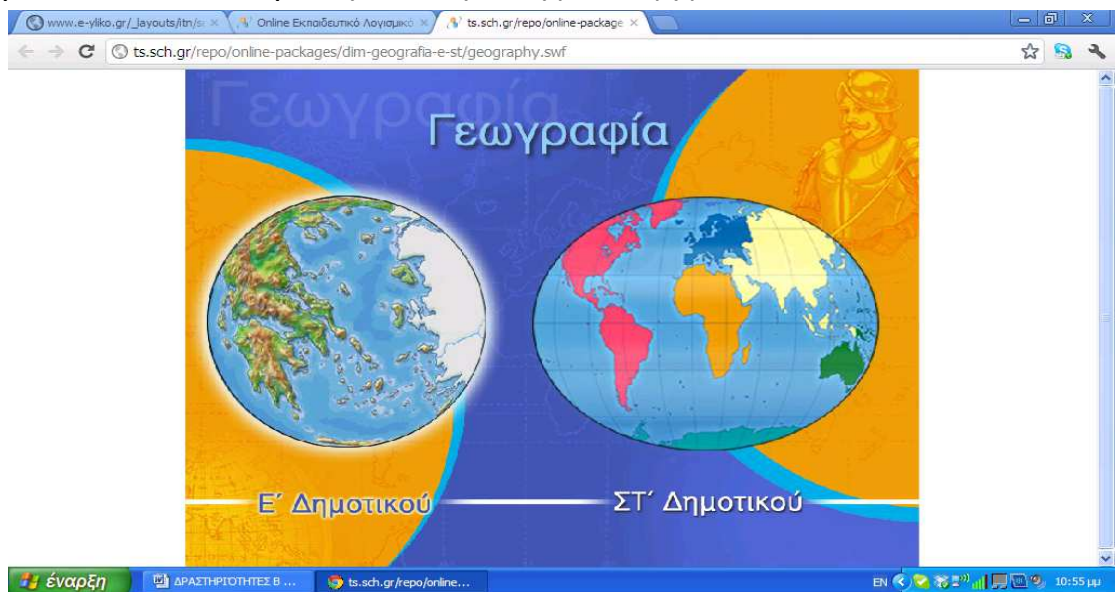 www.e-yliko.gr/_layouts/itn/s
Online Εκπαιδευτικό Λογισμικό
ts.sch.gr/repo/online-package
ts.sch.gr/repo/online-packages/dim-geografia-e-st/geography.swf
Γεωγραφία
Γεωγραφία
Ε΄ Δημοτικού
ΣΤ΄ Δημοτικού
έναρξη
ΔΡΑΣΤΗΡΙΟΤΗΤΕΣ Β ...
ts.sch.gr/repo/online...
EN
10:55 μμ